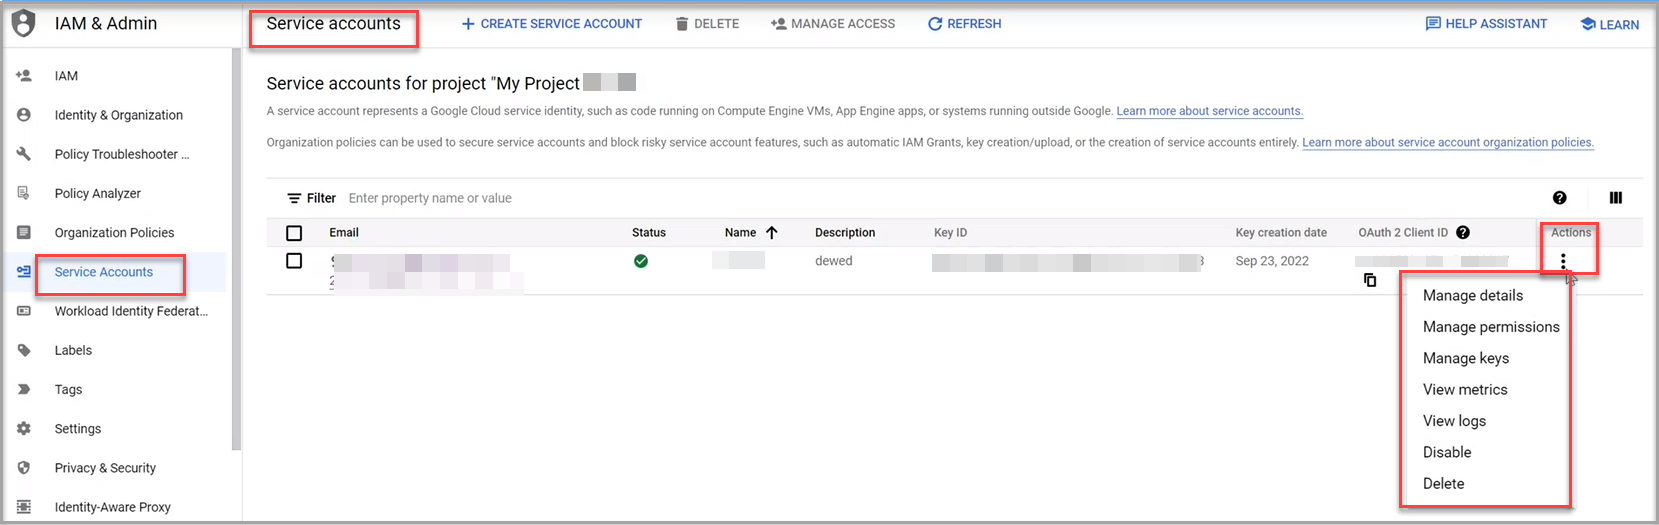 IAM & Admin
Service accounts
CREATE SERVICE ACCOUNT
DELETE
MANAGE ACCESS
REFRESH
HELP ASSISTANT
LEARN
IAM
Identity & Organization
Policy Troubleshooter ...
Policy Analyzer
Organization Policies
Service Accounts
Workload Identity Federat...
Labels
Tags
Settings
Privacy & Security
Identity-Aware Proxy
Service accounts for project "My Project
A service account represents a Google Cloud service identity, such as code running on Compute Engine VMs, App Engine apps, or systems running outside Google. Learn more about service accounts.
Organization policies can be used to secure service accounts and block risky service account features, such as automatic IAM Grants, key creation/upload, or the creation of service accounts entirely. Learn more about service account organization policies.
Filter Enter property name or value
Email Status Name Description Key ID Key creation date OAuth 2 Client ID Actions
dewed Sep 23, 2022
Manage details
Manage permissions
Manage keys
View metrics
View logs
Disable
Delete